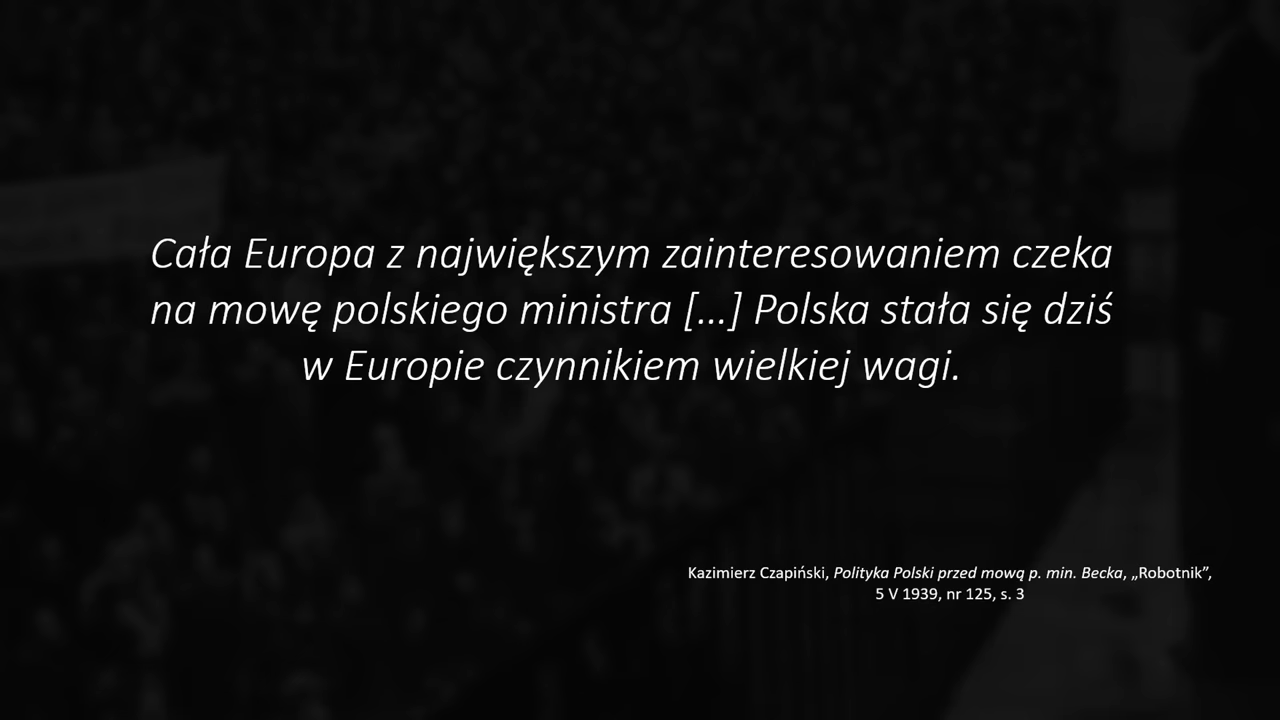 Cała Europa z największym zainteresowaniem czeka
na mowę polskiego ministra [...] Polska stała się dziś
w Europie czynnikiem wielkiej wagi.
Kazimierz Czapiński, Polityka Polski przed mową p. min. Becka, „Robotnik”,
5 V 1939, nr 125, s. 3